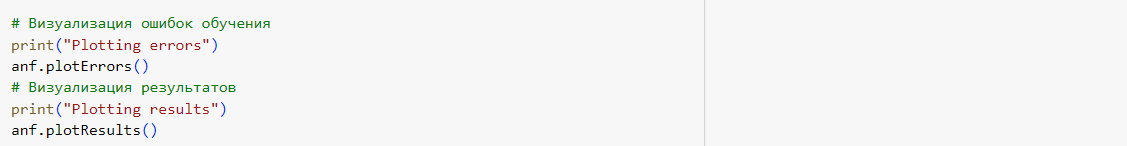 # Визуализация ошибок обучения
print("Plotting errors")
anf.plotErrors()
# Визуализация результатов
print("Plotting results")
anf.plotResults()